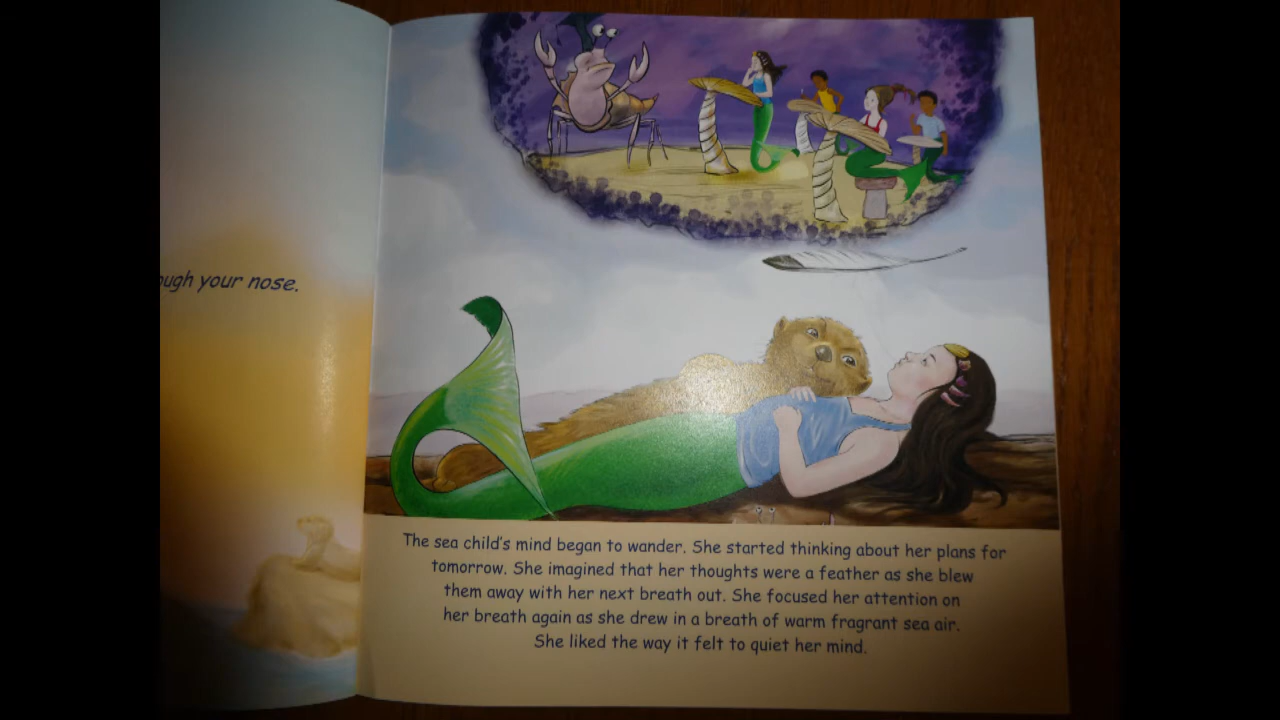 ough your nose.
The sea child's mind began to wander. She started thinking about her plans for
tomorrow. She imagined that her thoughts were a feather as she blew
them away with her next breath out. She focused her attention on
her breath again as she drew in a breath of warm fragrant sea air.
She liked the way it felt to quiet her mind.